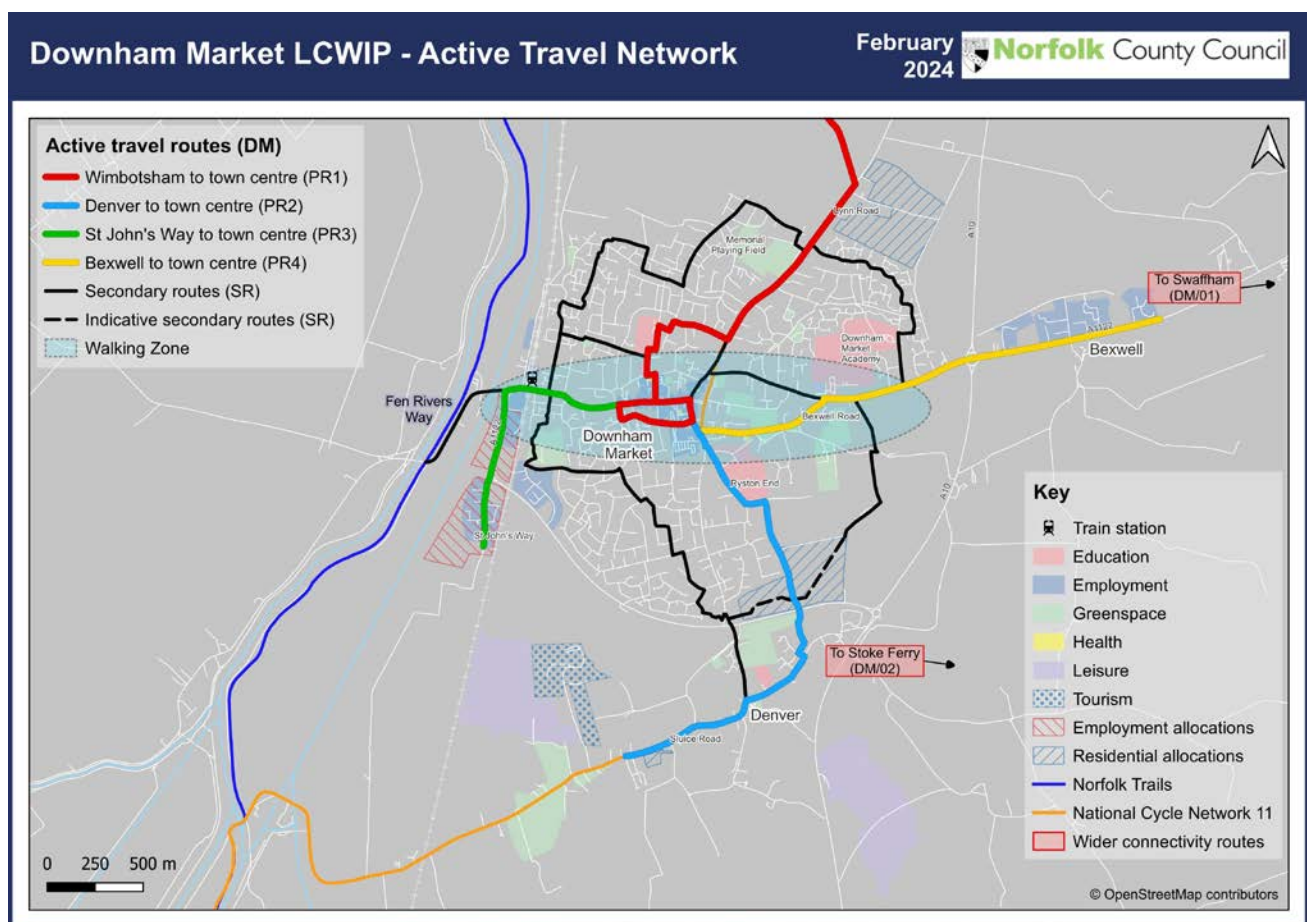 Downham Market LCWIP - Active Travel Network
February
2024
Norfolk County Council
Active travel routes (DM)
Wimbotsham to town centre (PR1)
Denver to town centre (PR2)
St John's Way to town centre (PR3)
Bexwell to town centre (PR4)
Secondary routes (SR)
Indicative secondary routes (SR)
Walking Zone
Lynn Road
Memorial
Playing Field
A10
To Swaffham
(DM/01)
A1122
Bexwell
Downham
Market
Academy
Fen Rivers
Way
Bexwell Road
Downham
Market
Ryston End
A10
St John's Way
To Stoke Ferry
(DM/02)
Denver
Sluice Road
Key
Train station
Education
Employment
Greenspace
Health
Leisure
Tourism
Employment allocations
Residential allocations
Norfolk Trails
National Cycle Network 11
Wider connectivity routes
0 250 500 m
© OpenStreetMap contributors